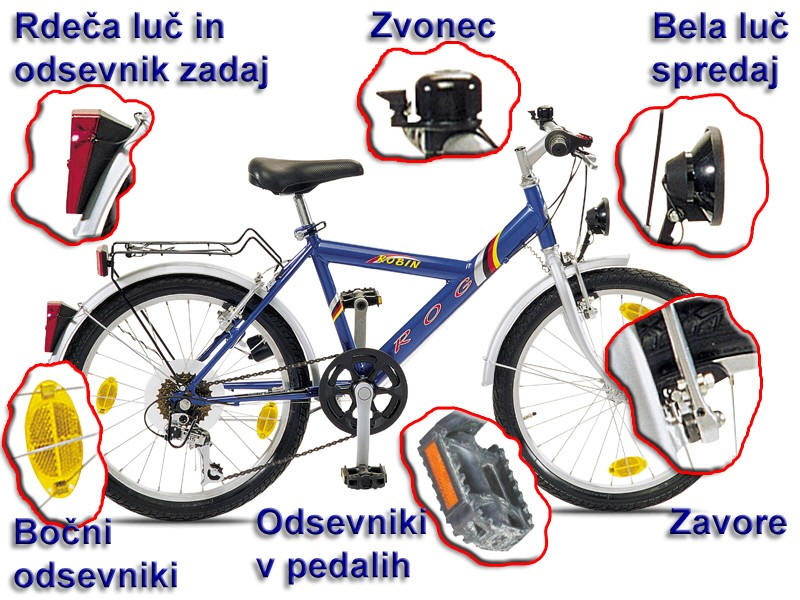 Rdeča luč in
odsevnik zadaj
Zvonec
Bela luč
spredaj
ROBIN
ROG
Bočni
odsevniki
Odsevniki
v pedalih
Zavore